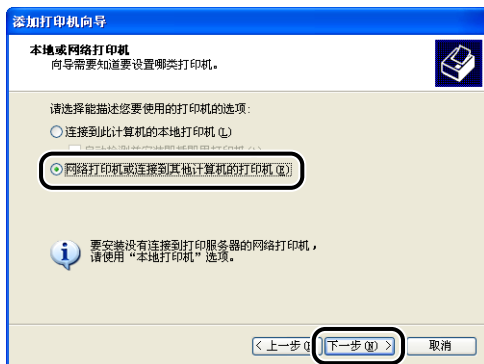 添加打印机向导
本地或网络打印机
向导需要知道要设置哪类打印机。
请选择能描述您要使用的打印机的选项:
连接到此计算机的本地打印机(L)
网络打印机或连接到其他计算机的打印机(E)
要安装没有连接到打印服务器的网络打印机，
请使用“本地打印机”选项。
<上一步
下一步(N) >
取消